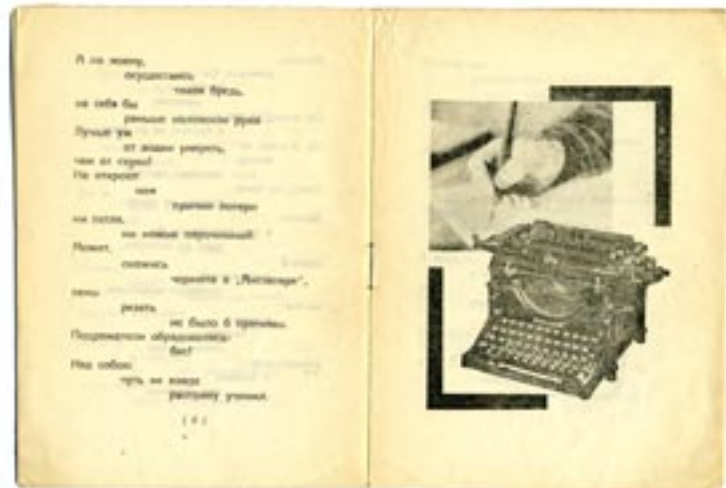 А по моему,
осуществись
такая бредь,
на себя бы
раньше наложили руки
Лучше уж
от водки умереть,
чем от скуки!
Не откроют
нам
причин потери
ни петля,
ни ножик перочинный.
Может,
окажись
чернила в „Англетере",
вены
резать
не было б причины.
Подражатели обрадовались:
бис!
Над собою
чуть не взвод
расправу учинил.